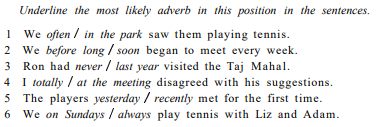 Underline the most likely adverb in this position in the sentences.
1 We often / in the park saw them playing tennis.
2 We before long / soon began to meet every week.
3 Ron had never / last year visited the Taj Mahal.
4 I totally / at the meeting disagreed with his suggestions.
5 The players yesterday / recently met for the first time.
6 We on Sundays / always play tennis with Liz and Adam.